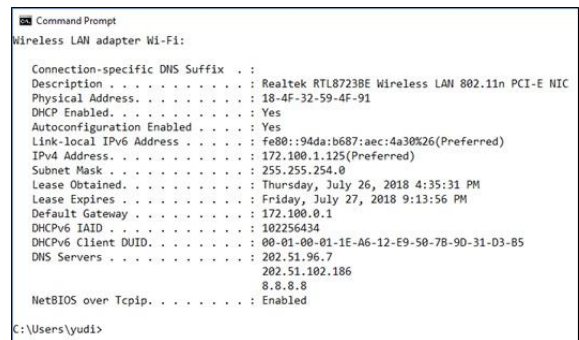 Command Prompt
Wireless LAN adapter Wi-Fi:
Connection-specific DNS Suffix . :
Description . . . . . . . . . . . : Realtek RTL8723BE Wireless LAN 802.11n PCI-E NIC
Physical Address. . . . . . . . . : 18-4F-32-59-4F-91
DHCP Enabled. . . . . . . . . . . : Yes
Autoconfiguration Enabled . . . . : Yes
Link-local IPv6 Address . . . . . : fe80::94da:b687:aec:4a30%26(Preferred)
IPv4 Address. . . . . . . . . . . : 172.100.1.125(Preferred)
Subnet Mask . . . . . . . . . . . : 255.255.254.0
Lease Obtained. . . . . . . . . . : Thursday, July 26, 2018 4:35:31 PM
Lease Expires . . . . . . . . . . : Friday, July 27, 2018 9:13:56 PM
Default Gateway . . . . . . . . . : 172.100.0.1
DHCPv6 IAID . . . . . . . . . . . : 102256434
DHCPv6 Client DUID. . . . . . . . : 00-01-00-01-1E-A6-12-E9-50-7B-9D-31-D3-B5
DNS Servers . . . . . . . . . . . : 202.51.96.7
202.51.102.186
8.8.8.8
NetBIOS over Tcpip. . . . . . . . : Enabled
C:\Users\yudi>